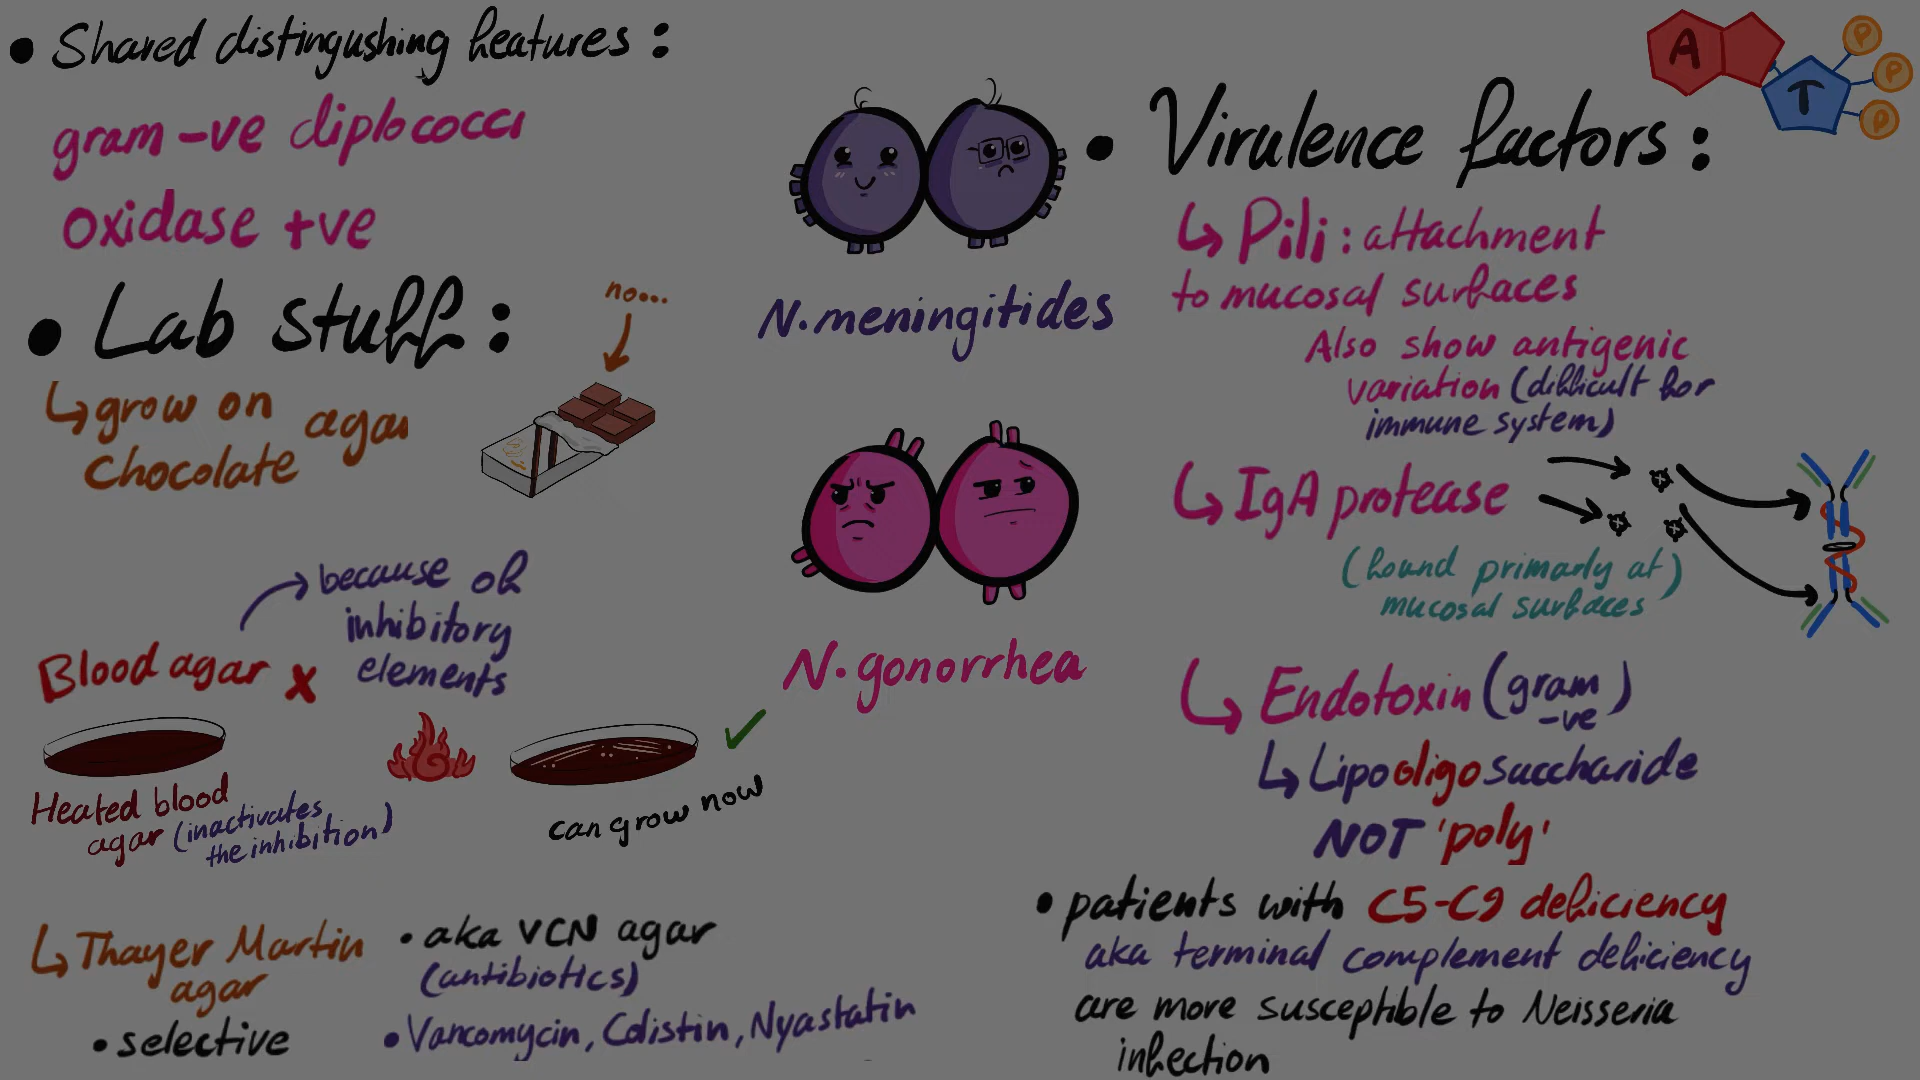 • Shared distingushing features :
gram -ve diplococci
oxidase +ve
• Lab stuff :
no...
↳ grow on agar
chocolate
because of
inhibitory
elements
Blood agar x
Heated blood
agar (inactivates
the inhibition)
can grow now
↳ Thayer Martin
agar
• selective
• aka VCN agar
(antibiotics)
• Vancomycin, Colistin, Nyastatin
N. meningitides
N. gonorrhea
A T P P P
• Virulence factors :
↳ Pili : attachment
to mucosal surfaces
Also show antigenic
variation (difficult for
immune system)
↳ IgA protease
(found primarly at)
mucosal surfaces
↳ Endotoxin (gram
-ve)
↳ Lipooligosaccharide
NOT 'poly'
• patients with C5-C9 deficiency
aka terminal complement deficiency
are more susceptible to Neisseria
infection